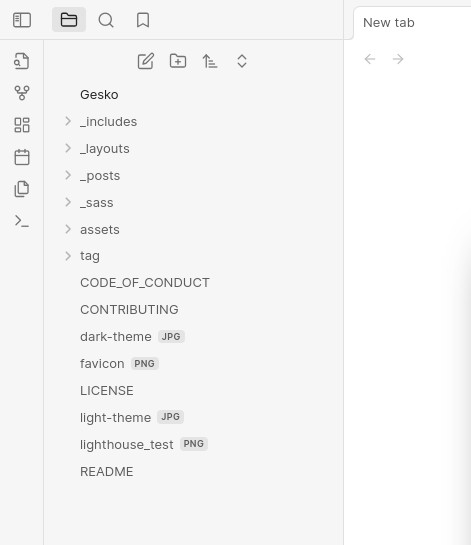 New tab
Gesko
_includes
_layouts
_posts
_sass
assets
tag
CODE_OF_CONDUCT
CONTRIBUTING
dark-theme JPG
favicon PNG
LICENSE
light-theme JPG
lighthouse_test PNG
README